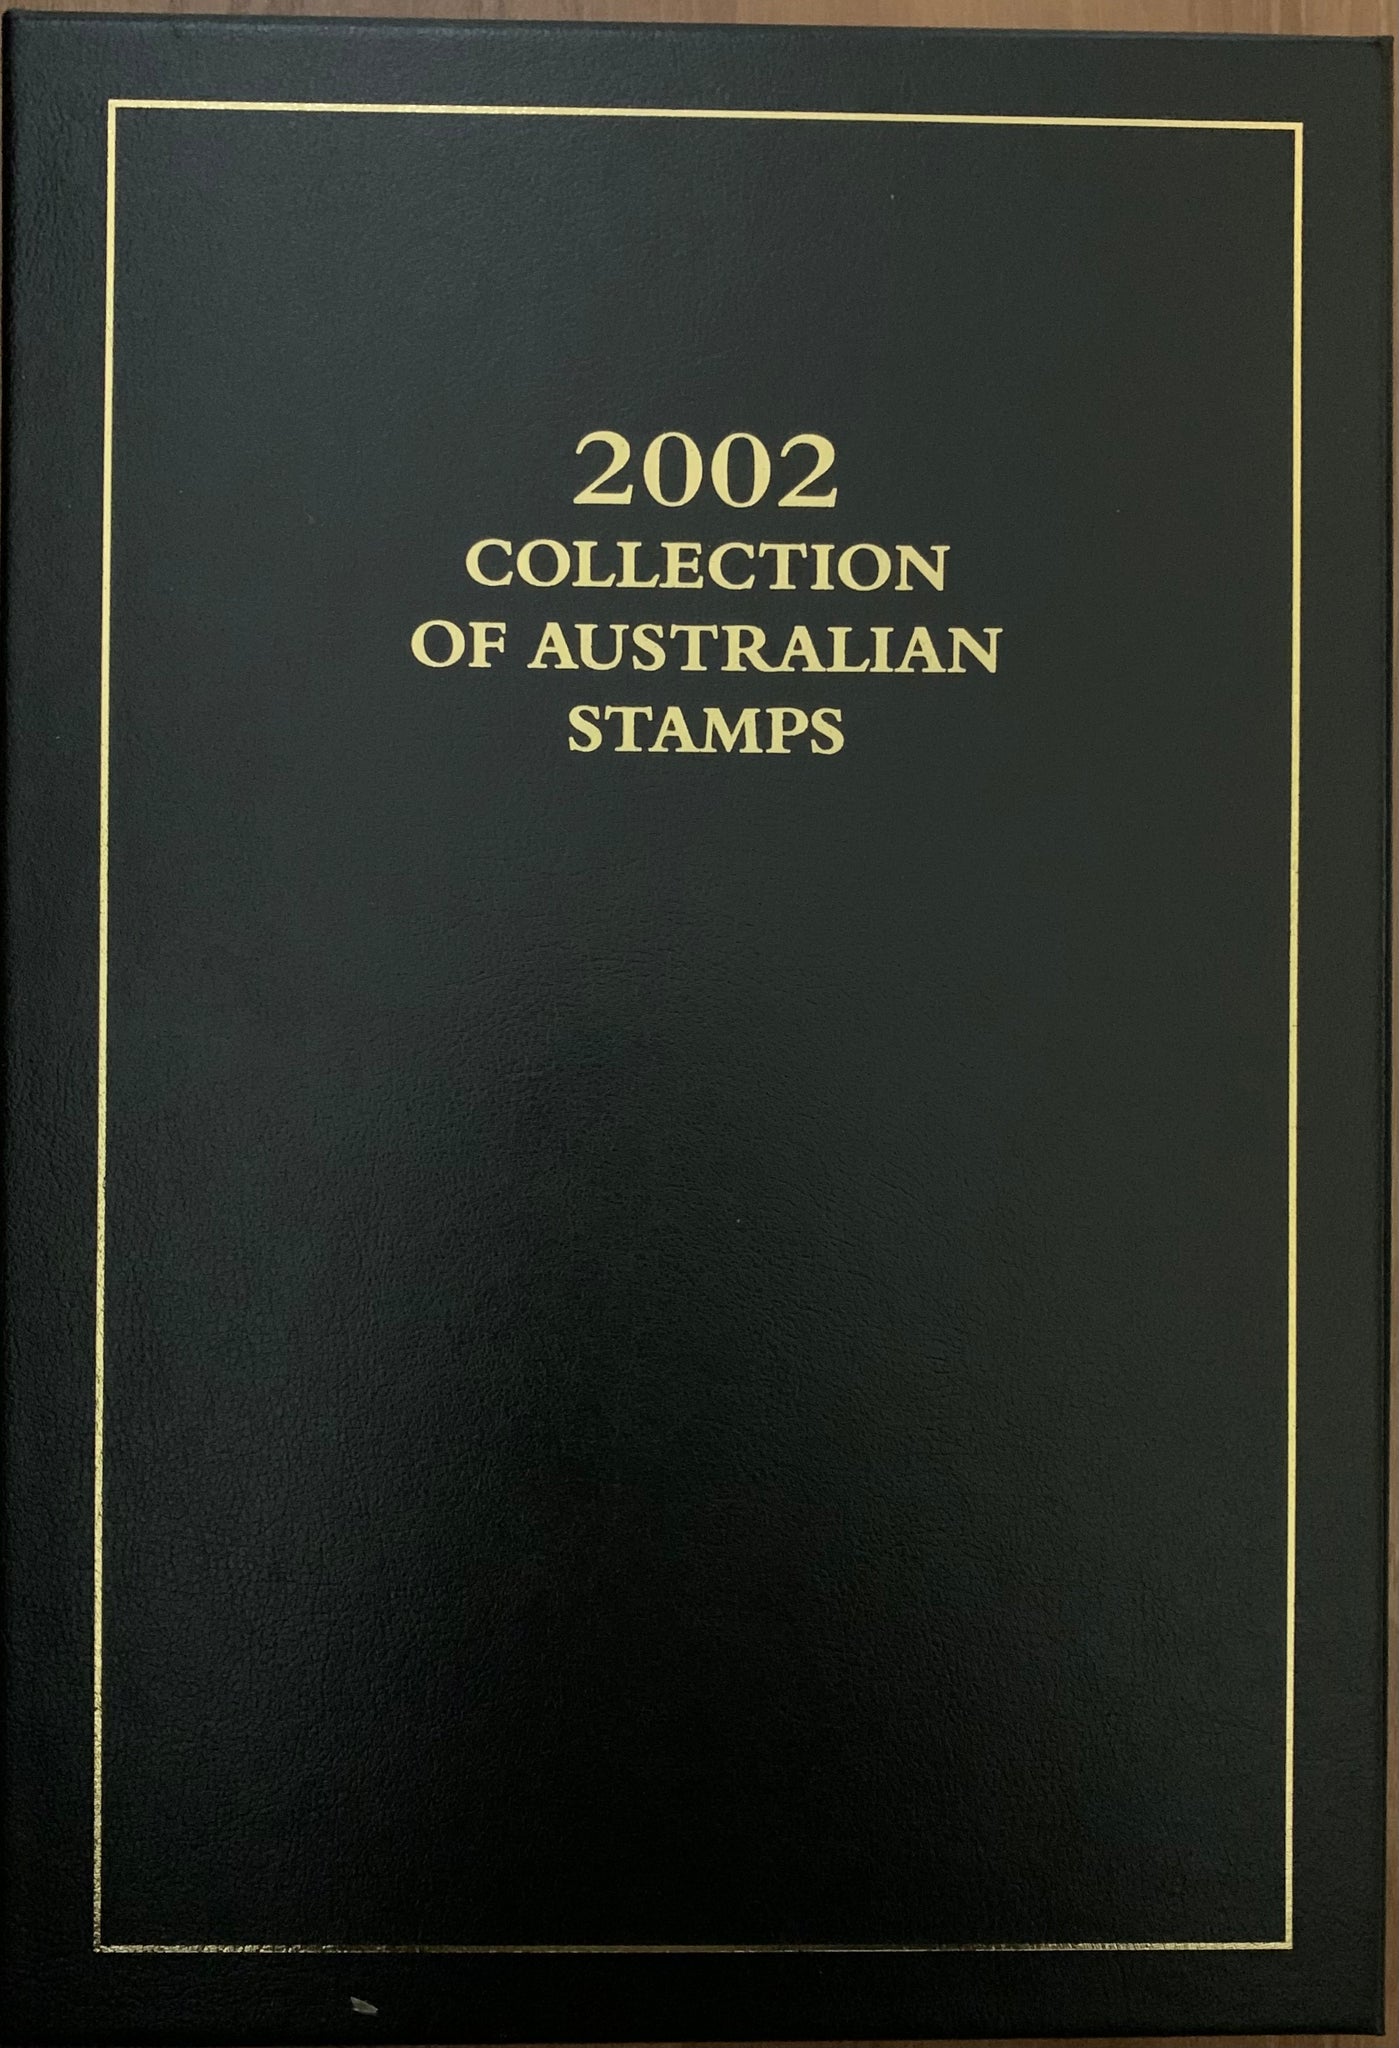 2002
COLLECTION
OF AUSTRALIAN
STAMPS